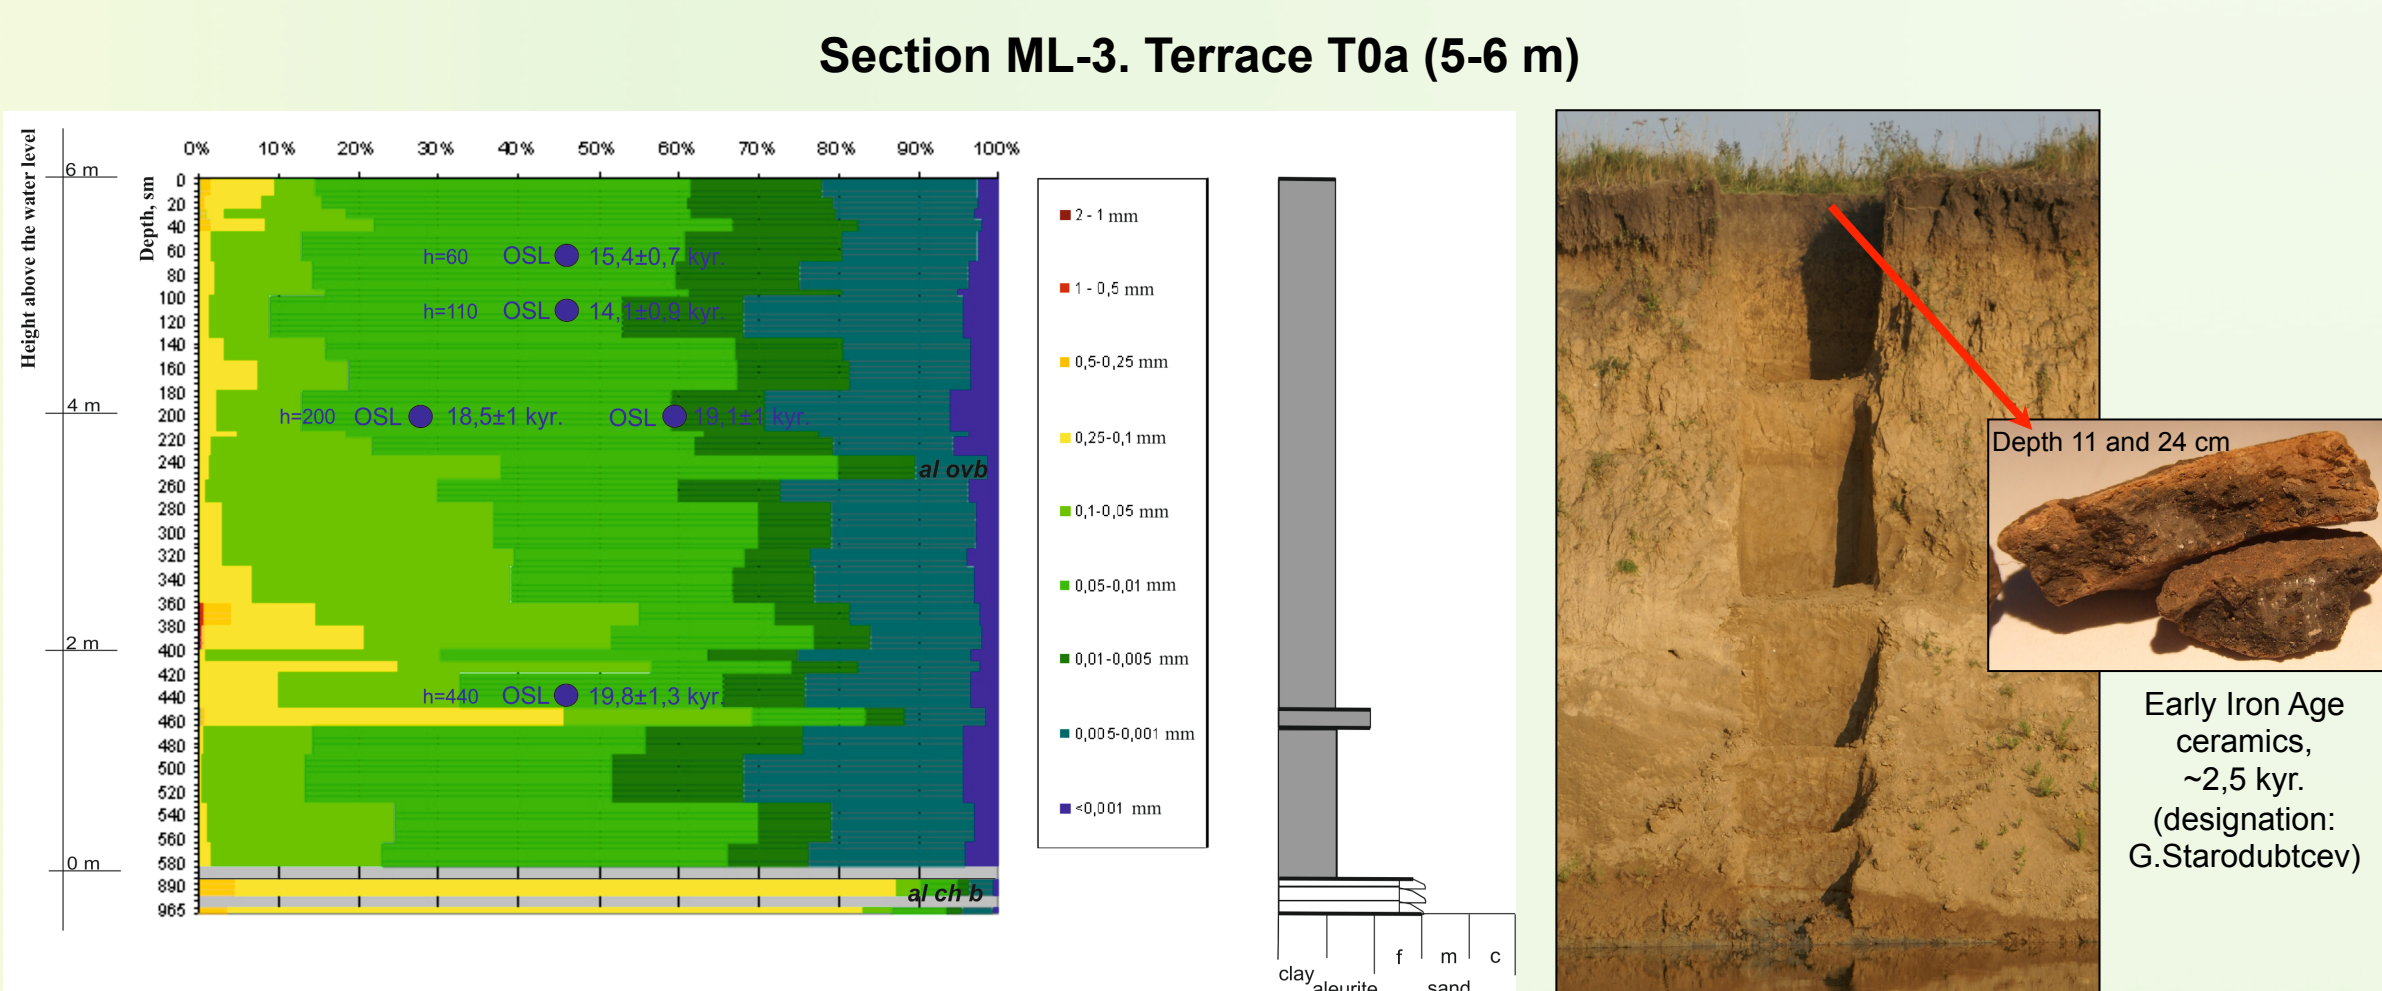 Section ML-3. Terrace T0a (5-6 m)
Height above the water level
6 m
4 m
2 m
0 m
Depth, sm
0% 10% 20% 30% 40% 50% 60% 70% 80% 90% 100%
0
20
40
60
80
100
120
140
160
180
200
220
240
260
280
300
320
340
360
380
400
420
440
460
480
500
520
540
560
580
890
965
h=60 OSL 15,4±0,7 kyr.
h=110 OSL 14,1±0,9 kyr.
h=200 OSL 18,5±1 kyr. OSL 19,1±1 kyr.
al ovb
h=440 OSL 19,8±1,3 kyr.
al ch b
2 - 1 mm
1 - 0,5 mm
0,5-0,25 mm
0,25-0,1 mm
0,1-0,05 mm
0,05-0,01 mm
0,01-0,005 mm
0,005-0,001 mm
<0,001 mm
f m c
clay
aleurite
sand
Depth 11 and 24 cm
Early Iron Age
ceramics,
~2,5 kyr.
(designation:
G.Starodubtcev)